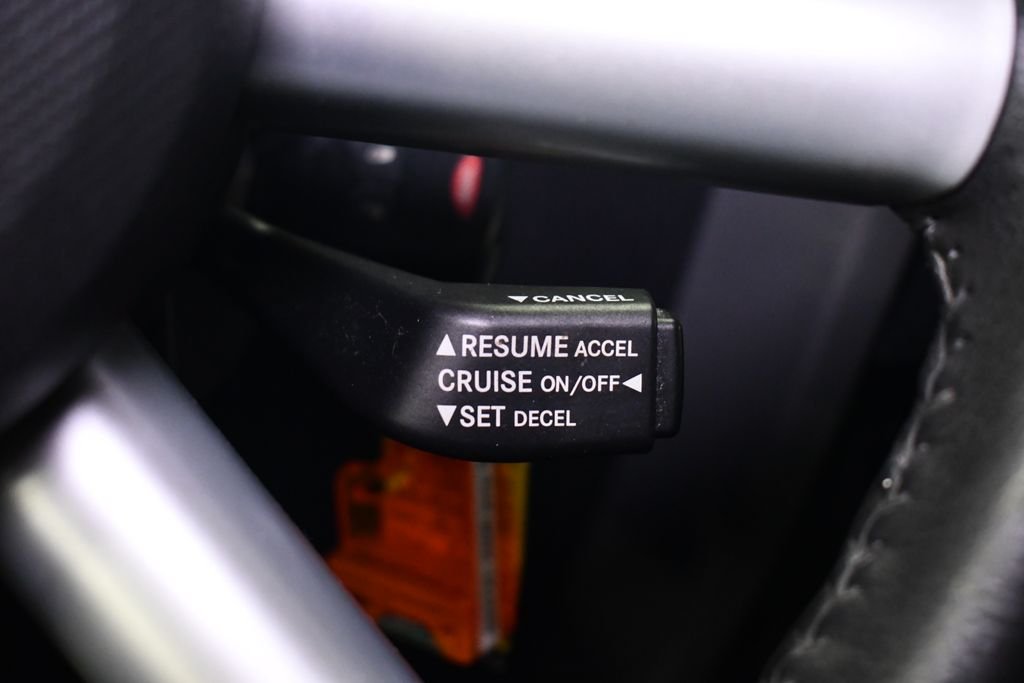 ▼CANCEL
▲RESUME ACCEL
CRUISE ON/OFF◀
▼SET DECEL